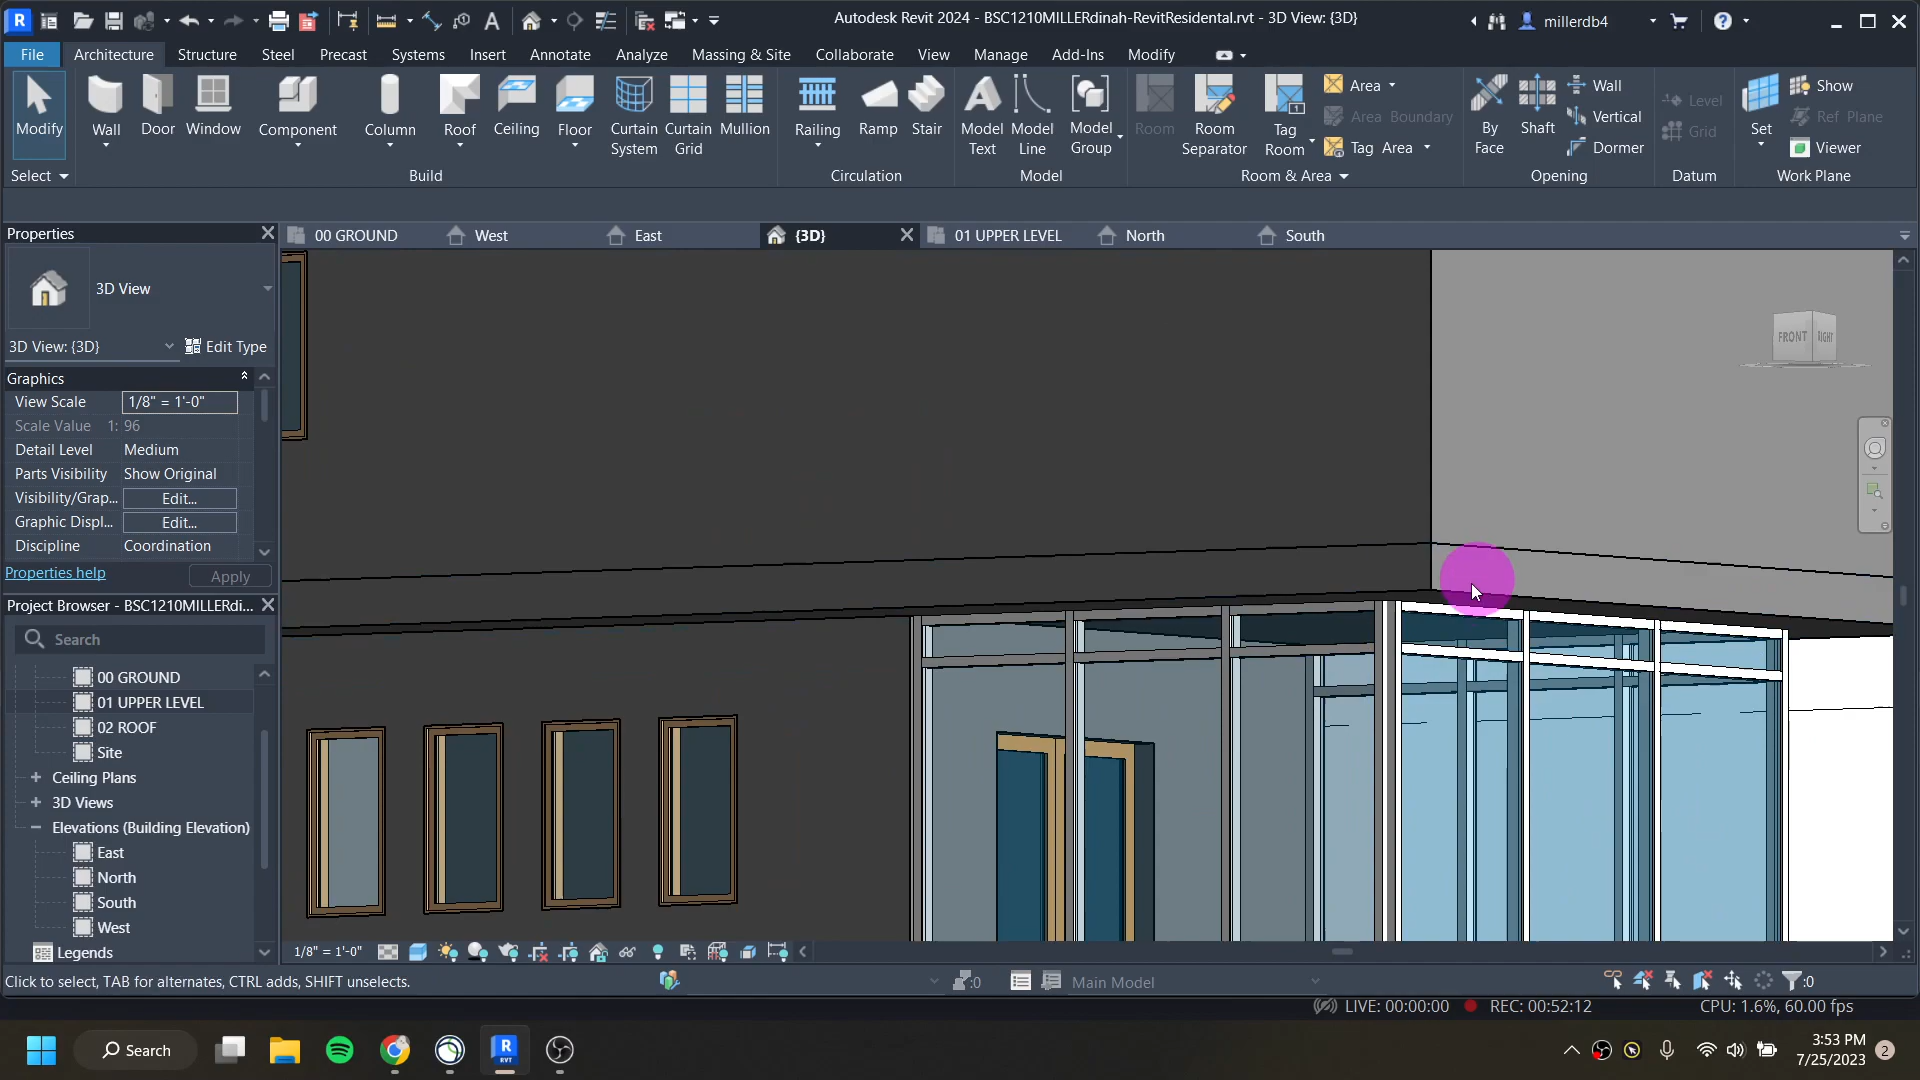 Autodesk Revit 2024 - BSC1210MILLERdinah-RevitResidental.rvt - 3D View: {3D}
millerdb4
File
Architecture
Structure
Steel
Precast
Systems
Insert
Annotate
Analyze
Massing & Site
Collaborate
View
Manage
Add-Ins
Modify
Modify
Wall
Door
Window
Component
Column
Roof
Ceiling
Floor
Curtain System
Curtain Grid
Mullion
Railing
Ramp
Stair
Model Text
Model Line
Model Group
Room
Room Separator
Tag Room
Area
Area Boundary
Tag Area
By Face
Shaft
Wall
Vertical
Dormer
Level
Grid
Set
Show
Ref Plane
Viewer
Select
Build
Circulation
Model
Room & Area
Opening
Datum
Work Plane
Properties
00 GROUND
West
East
{3D}
01 UPPER LEVEL
North
South
3D View
3D View: {3D}
Edit Type
Graphics
View Scale 1/8" = 1'-0"
Scale Value 1: 96
Detail Level Medium
Parts Visibility Show Original
Visibility/Grap... Edit...
Graphic Displ... Edit...
Discipline Coordination
Properties help
Apply
Project Browser - BSC1210MILLERdi...
Search
00 GROUND
01 UPPER LEVEL
02 ROOF
Site
Ceiling Plans
3D Views
Elevations (Building Elevation)
East
North
South
West
Legends
FRONT
RIGHT
1/8" = 1'-0"
Click to select, TAB for alternates, CTRL adds, SHIFT unselects.
:0
Main Model
:0
LIVE: 00:00:00
REC: 00:52:12
CPU: 1.6%, 60.00 fps
Search
R
RVT
3:53 PM
7/25/2023
2